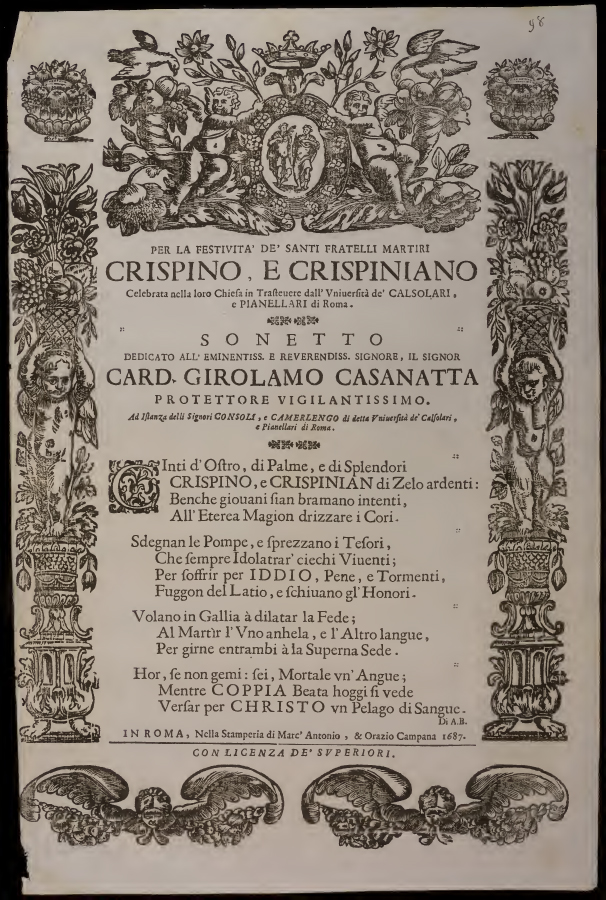 98
PER LA FESTIVITA' DE' SANTI FRATELLI MARTIRI
CRISPINO, E CRISPINIANO
Celebrata nella loro Chieſa in Traſteuere dall' Vniuerſità de' CALSOLARI,
e PIANELLARI di Roma.
SONETTO
DEDICATO ALL' EMINENTISS. E REVERENDISS. SIGNORE, IL SIGNOR
CARD. GIROLAMO CASANATTA
PROTETTORE VIGILANTISSIMO.
Ad Iſtanza delli Signori CONSOLI, e CAMERLENGO di detta Vniuerſità de' Calſolari,
e Pianellari di Roma.
CInti d'Oſtro, di Palme, e di Splendori
CRISPINO, e CRISPINIAN di Zelo ardenti:
Benche giouani ſian bramano intenti,
All' Eterea Magion drizzare i Cori.
Sdegnan le Pompe, e ſprezzano i Teſori,
Che ſempre Idolatrar' ciechi Viuenti;
Per ſoffrir per IDDIO, Pene, e Tormenti,
Fuggon del Latio, e ſchiuano gl' Honori.
Volano in Gallia à dilatar la Fede;
Al Martìr l' Vno anhela, e l' Altro langue,
Per girne entrambi à la Superna Sede.
Hor, ſe non gemi: ſei, Mortale vn' Angue;
Mentre COPPIA Beata hoggi ſi vede
Verſar per CHRISTO vn Pelago di Sangue.
Di A.B.
IN ROMA, Nella Stamperia di Marc' Antonio, & Orazio Campana 1687.
CON LICENZA DE' SVPERIORI.